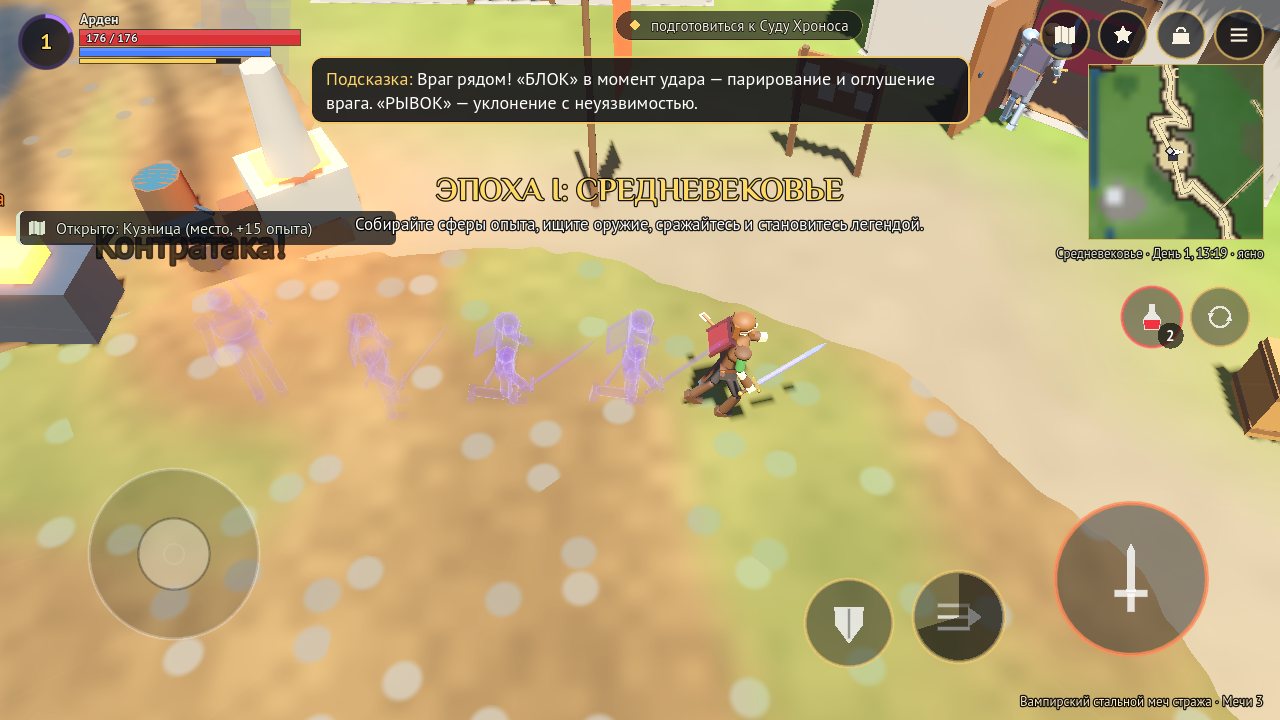 1
Арден
176 / 176
подготовиться к Суду Хроноса
Подсказка: Враг рядом! «БЛОК» в момент удара — парирование и оглушение
врага. «РЫВОК» — уклонение с неуязвимостью.
ЭПОХА I: СРЕДНЕВЕКОВЬЕ
Собирайте сферы опыта, ищите оружие, сражайтесь и становитесь легендой.
Открыто: Кузница (место, +15 опыта)
Контратака!
Средневековье · День 1, 13:19 · ясно
2
Вампирский стальной меч стража · Мечи 3